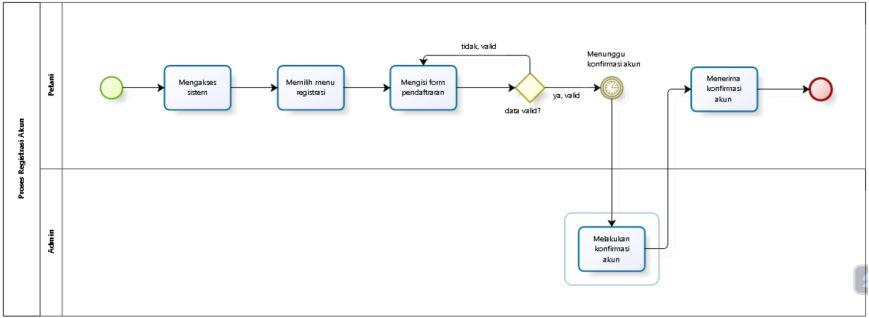 Proses Registrasi Akun
Petani
Mengakses
sistem
Memilih menu
registrasi
Mengisi form
pendaftraran
tidak, valid
data valid?
ya, valid
Menunggu
konfirmasi akun
Menerima
konfirmasi
akun
Admin
Melakukan
konfirmasi
akun